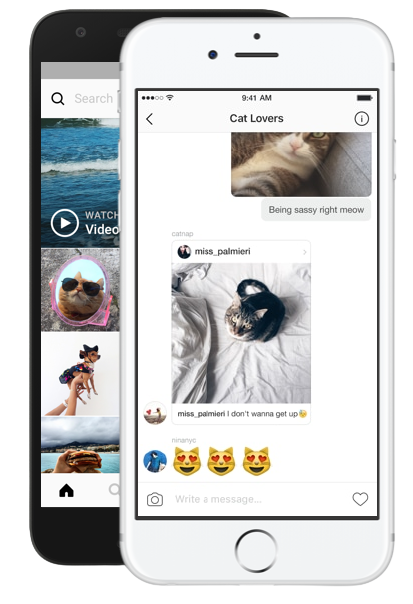 Search
WATCH
Video
9:41 AM
Cat Lovers
Being sassy right meow
catnap
miss_palmieri
miss_palmieri I don't wanna get up😪
ninanyc
😻😻😻
Write a message...